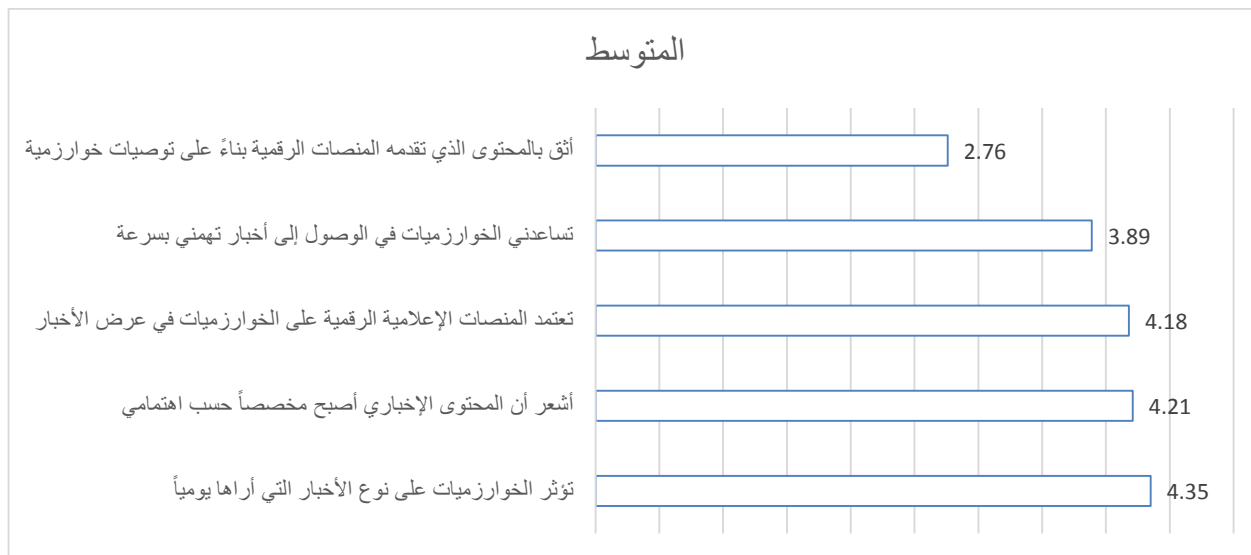 المتوسط
أثق بالمحتوى الذي تقدمه المنصات الرقمية بناءً على توصيات خوارزمية
2.76
تساعدني الخوارزميات في الوصول إلى أخبار تهمني بسرعة
3.89
تعتمد المنصات الإعلامية الرقمية على الخوارزميات في عرض الأخبار
4.18
أشعر أن المحتوى الإخباري أصبح مخصصاً حسب اهتمامي
4.21
تؤثر الخوارزميات على نوع الأخبار التي أراها يومياً
4.35